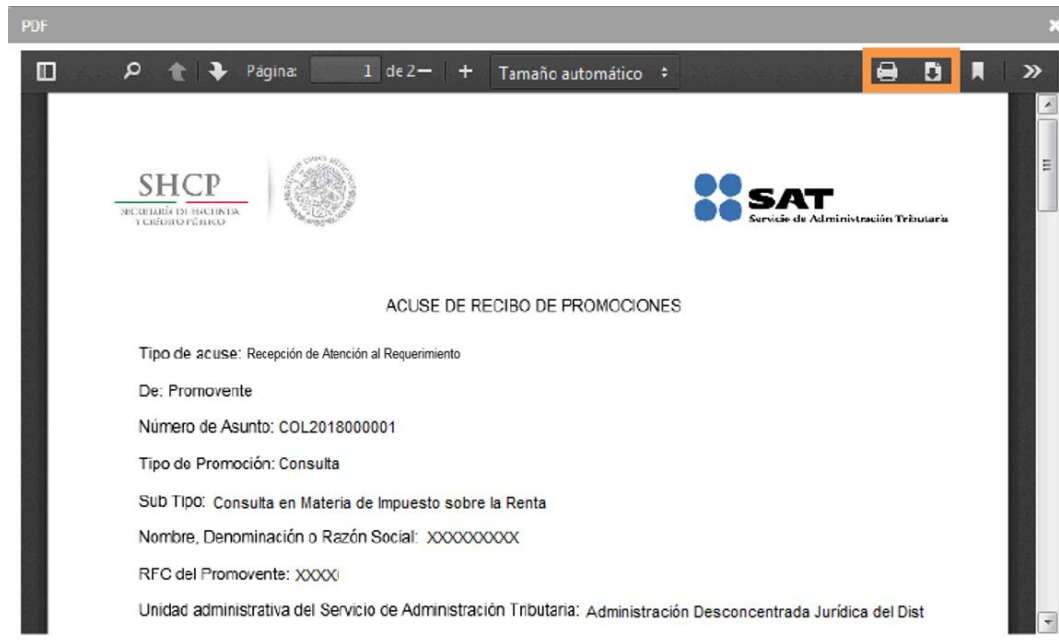 PDF
Página: 1 de 2
Tamaño automático
SHCP
SECRETARÍA DE HACIENDA
Y CRÉDITO PÚBLICO
SAT
Servicio de Administración Tributaria
ACUSE DE RECIBO DE PROMOCIONES
Tipo de acuse: Recepción de Atención al Requerimiento
De: Promovente
Número de Asunto: COL2018000001
Tipo de Promoción: Consulta
Sub Tipo: Consulta en Materia de Impuesto sobre la Renta
Nombre, Denominación o Razón Social: XXXXXXXXX
RFC del Promovente: XXXX
Unidad administrativa del Servicio de Administración Tributaria: Administración Desconcentrada Jurídica del Dist